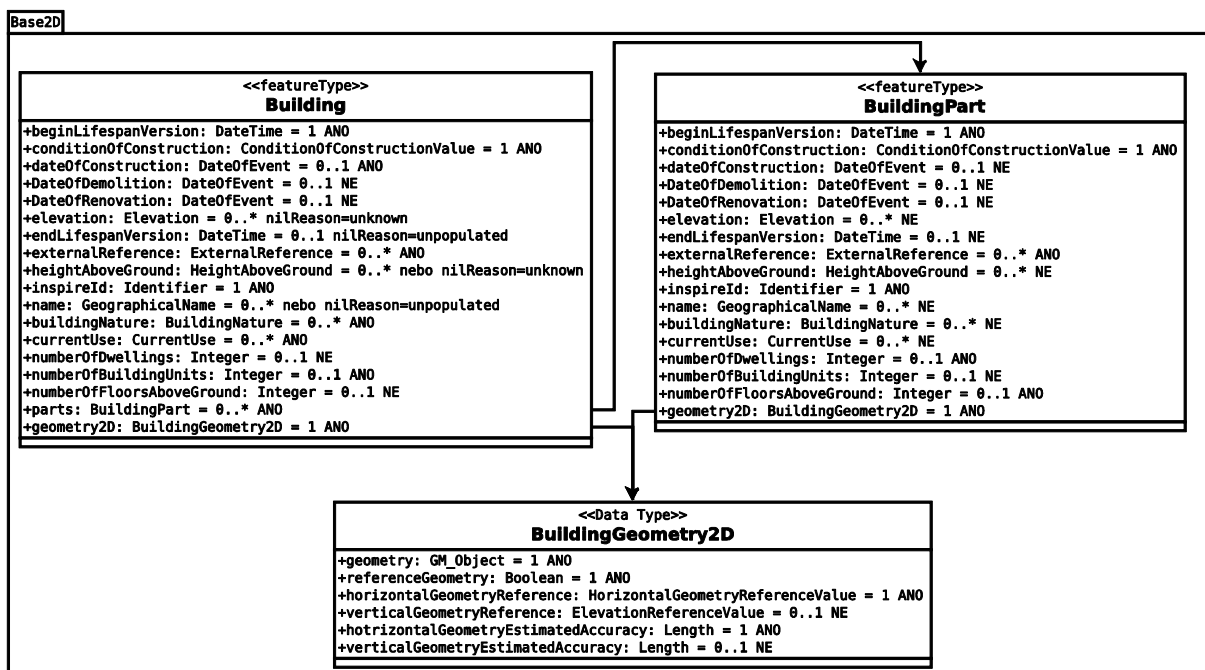 Base2D
<<featureType>>
Building
+beginLifespanVersion: DateTime = 1 ANO
+conditionOfConstruction: ConditionOfConstructionValue = 1 ANO
+dateOfConstruction: DateOfEvent = 0..1 ANO
+DateOfDemolition: DateOfEvent = 0..1 NE
+DateOfRenovation: DateOfEvent = 0..1 NE
+elevation: Elevation = 0..* nilReason=unknown
+endLifespanVersion: DateTime = 0..1 nilReason=unpopulated
+externalReference: ExternalReference = 0..* ANO
+heightAboveGround: HeightAboveGround = 0..* nebo nilReason=unknown
+inspireId: Identifier = 1 ANO
+name: GeographicalName = 0..* nebo nilReason=unpopulated
+buildingNature: BuildingNature = 0..* ANO
+currentUse: CurrentUse = 0..* ANO
+numberOfDwellings: Integer = 0..1 NE
+numberOfBuildingUnits: Integer = 0..1 ANO
+numberOfFloorsAboveGround: Integer = 0..1 NE
+parts: BuildingPart = 0..* ANO
+geometry2D: BuildingGeometry2D = 1 ANO
<<featureType>>
BuildingPart
+beginLifespanVersion: DateTime = 1 ANO
+conditionOfConstruction: ConditionOfConstructionValue = 1 ANO
+dateOfConstruction: DateOfEvent = 0..1 NE
+DateOfDemolition: DateOfEvent = 0..1 NE
+DateOfRenovation: DateOfEvent = 0..1 NE
+elevation: Elevation = 0..* NE
+endLifespanVersion: DateTime = 0..1 NE
+externalReference: ExternalReference = 0..* ANO
+heightAboveGround: HeightAboveGround = 0..* NE
+inspireId: Identifier = 1 ANO
+name: GeographicalName = 0..* NE
+buildingNature: BuildingNature = 0..* NE
+currentUse: CurrentUse = 0..* NE
+numberOfDwellings: Integer = 0..1 ANO
+numberOfBuildingUnits: Integer = 0..1 NE
+numberOfFloorsAboveGround: Integer = 0..1 ANO
+geometry2D: BuildingGeometry2D = 1 ANO
<<Data Type>>
BuildingGeometry2D
+geometry: GM_Object = 1 ANO
+referenceGeometry: Boolean = 1 ANO
+horizontalGeometryReference: HorizontalGeometryReferenceValue = 1 ANO
+verticalGeometryReference: ElevationReferenceValue = 0..1 NE
+hotrizontalGeometryEstimatedAccuracy: Length = 1 ANO
+verticalGeometryEstimatedAccuracy: Length = 0..1 NE